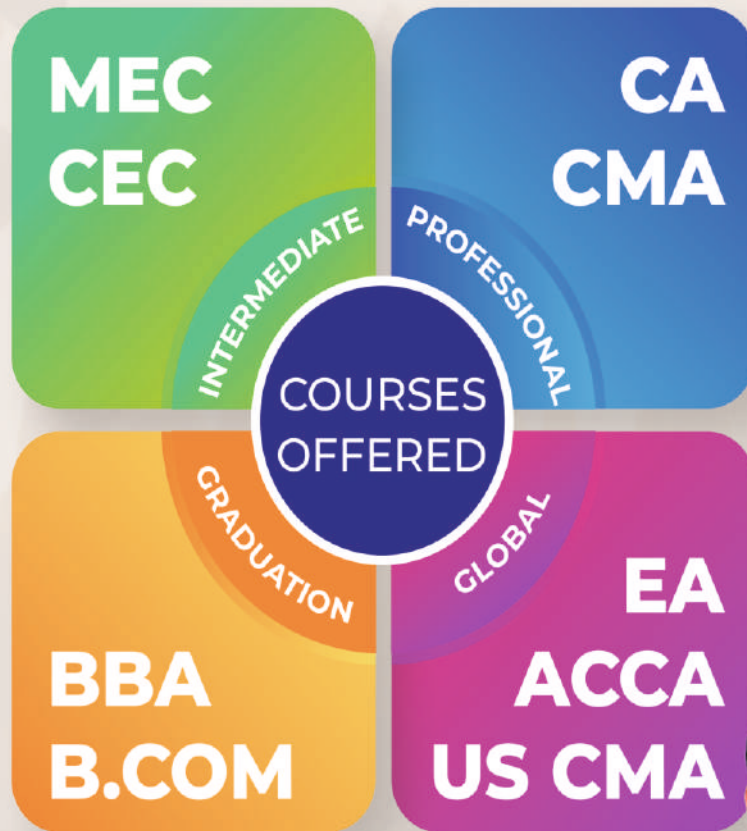 MEC
CEC
INTERMEDIATE
CA
CMA
PROFESSIONAL
COURSES
OFFERED
GRADUATION
BBA
B.COM
GLOBAL
EA
ACCA
US CMA